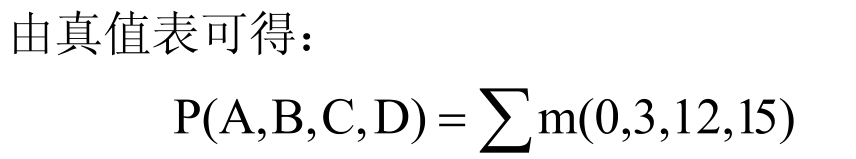 由真值表可得：
P(A,B,C,D) = ∑m(0,3,12,15)